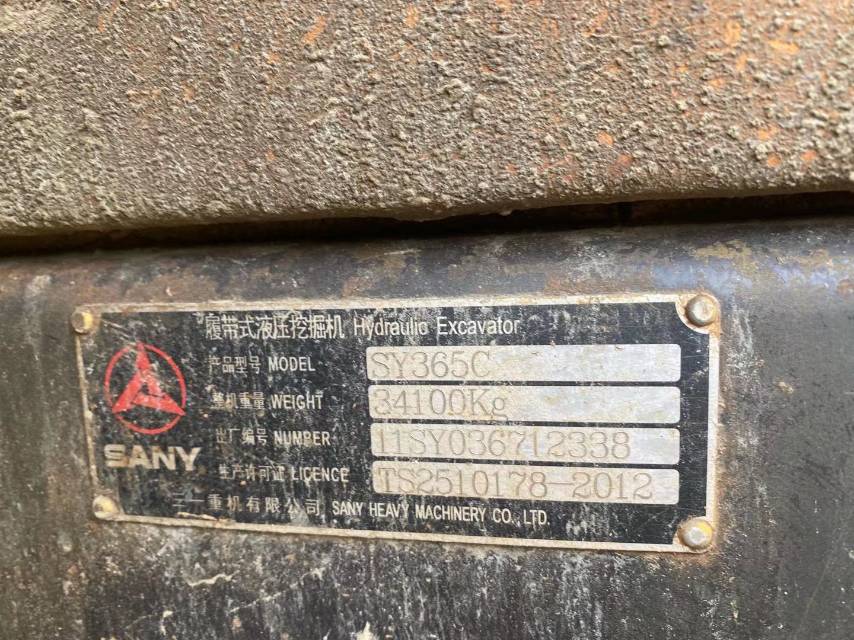 履带式液压挖掘机 Hydraulic Excavator
产品型号 MODEL SY365C
整机重量 WEIGHT 34100Kg
出厂编号 NUMBER 11SY036712338
生产许可证 LICENCE TS2510178-2012
SANY
三一重机有限公司 SANY HEAVY MACHINERY CO., LTD.